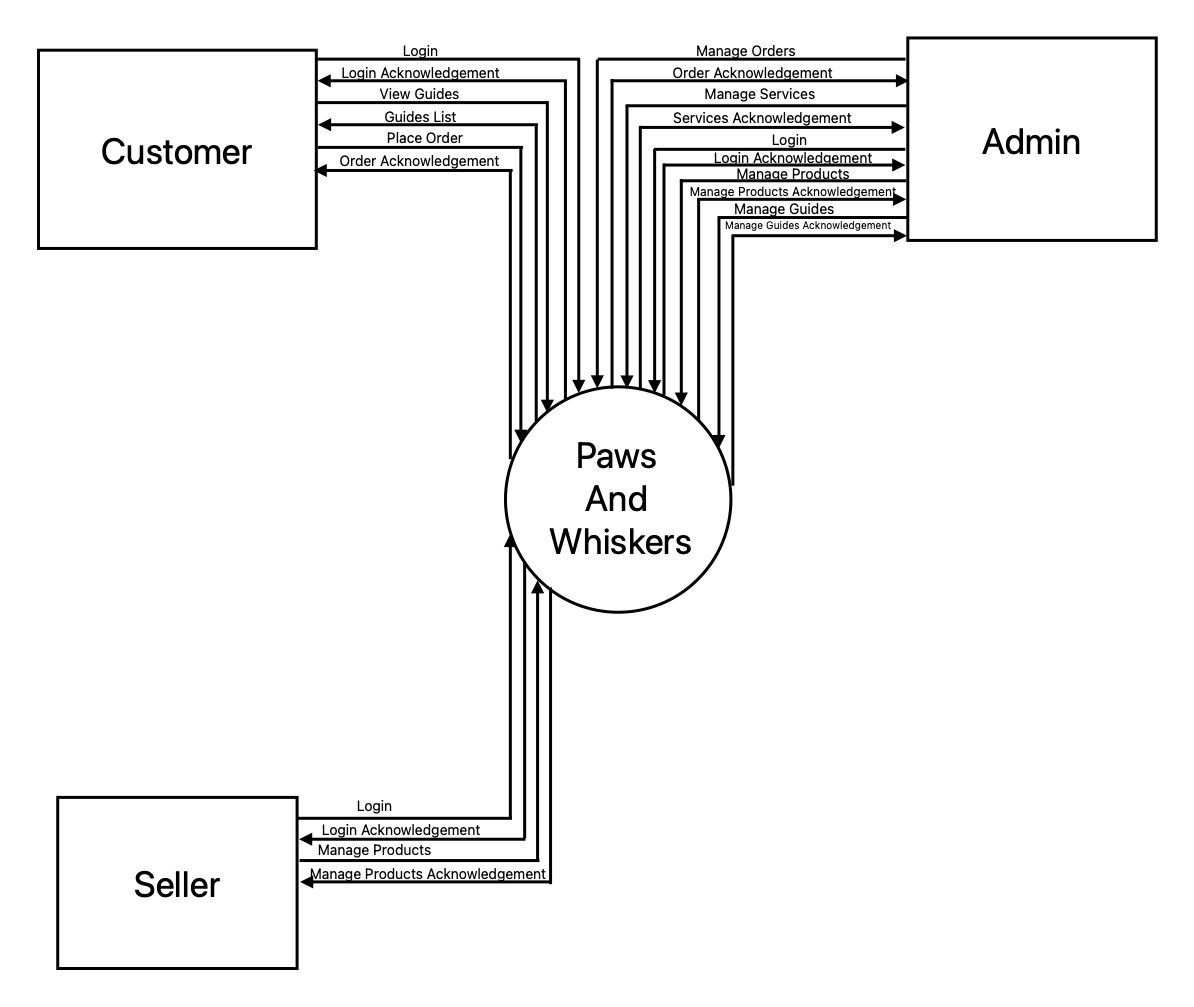 Login
Login Acknowledgement
View Guides
Guides List
Place Order
Order Acknowledgement
Customer
Manage Orders
Order Acknowledgement
Manage Services
Services Acknowledgement
Login
Login Acknowledgement
Manage Products
Manage Products Acknowledgement
Manage Guides
Manage Guides Acknowledgement
Admin
Paws
And
Whiskers
Login
Login Acknowledgement
Manage Products
Manage Products Acknowledgement
Seller